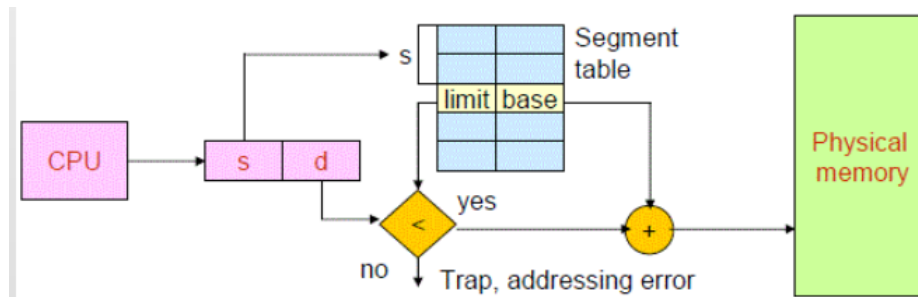 s
Segment
table
limit base
CPU
s d
Physical
memory
<
yes
+
no
Trap, addressing error